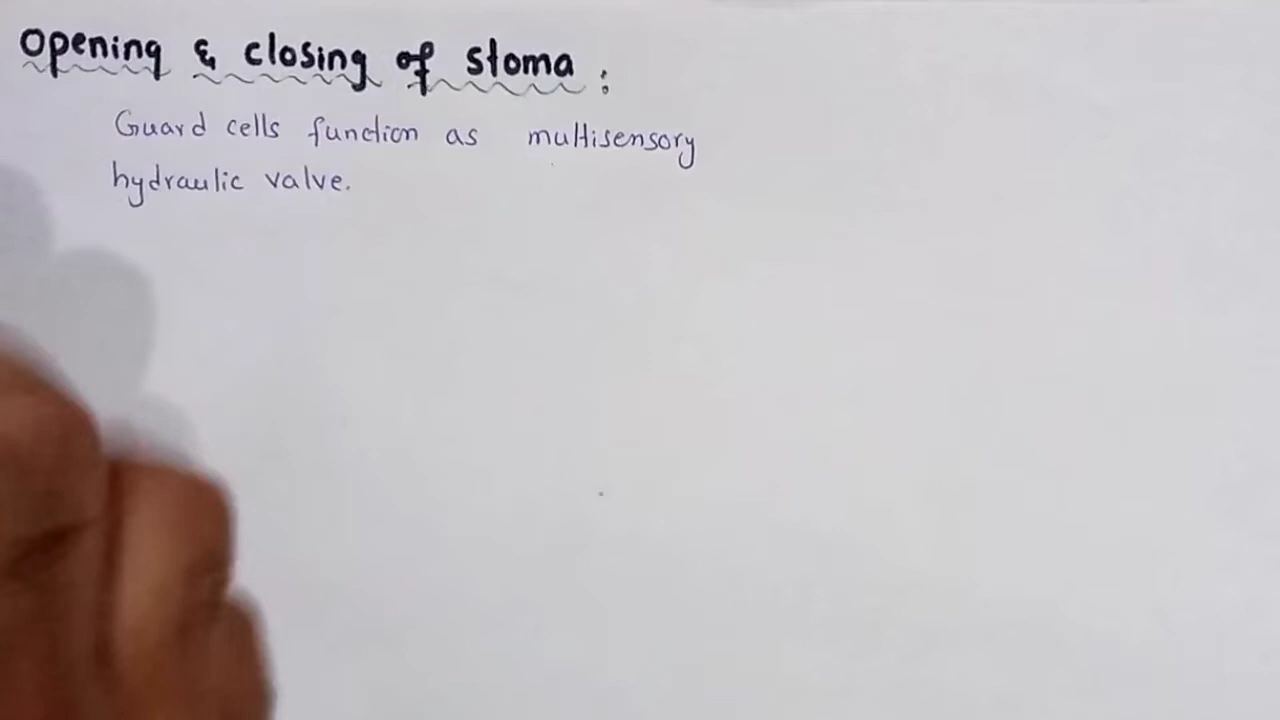 Opening & closing of stoma :
Guard cells function as multisensory
hydraulic valve.